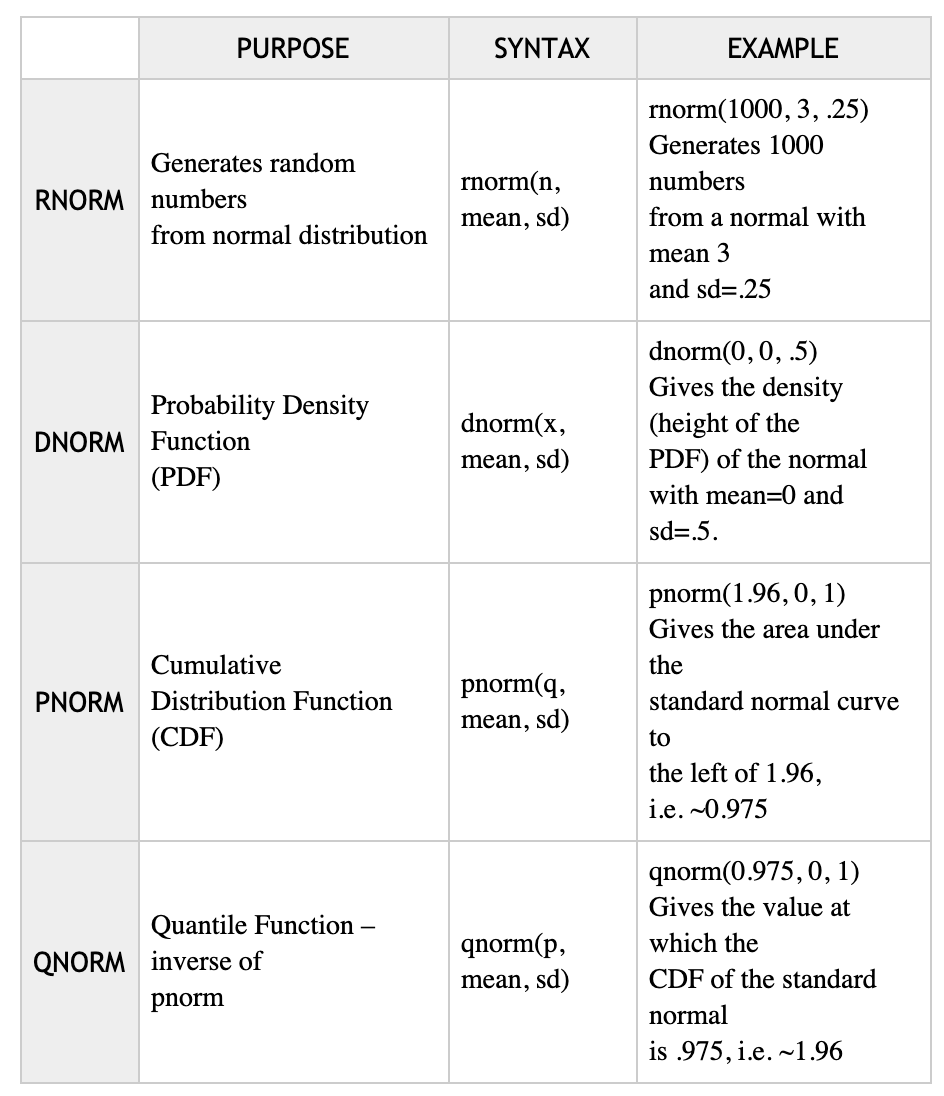 PURPOSE SYNTAX EXAMPLE
RNORM
Generates random
numbers
from normal distribution
rnorm(n,
mean, sd)
rnorm(1000, 3, .25)
Generates 1000
numbers
from a normal with
mean 3
and sd=.25
DNORM
Probability Density
Function
(PDF)
dnorm(x,
mean, sd)
dnorm(0, 0, .5)
Gives the density
(height of the
PDF) of the normal
with mean=0 and
sd=.5.
PNORM
Cumulative
Distribution Function
(CDF)
pnorm(q,
mean, sd)
pnorm(1.96, 0, 1)
Gives the area under
the
standard normal curve
to
the left of 1.96,
i.e. ~0.975
QNORM
Quantile Function –
inverse of
pnorm
qnorm(p,
mean, sd)
qnorm(0.975, 0, 1)
Gives the value at
which the
CDF of the standard
normal
is .975, i.e. ~1.96